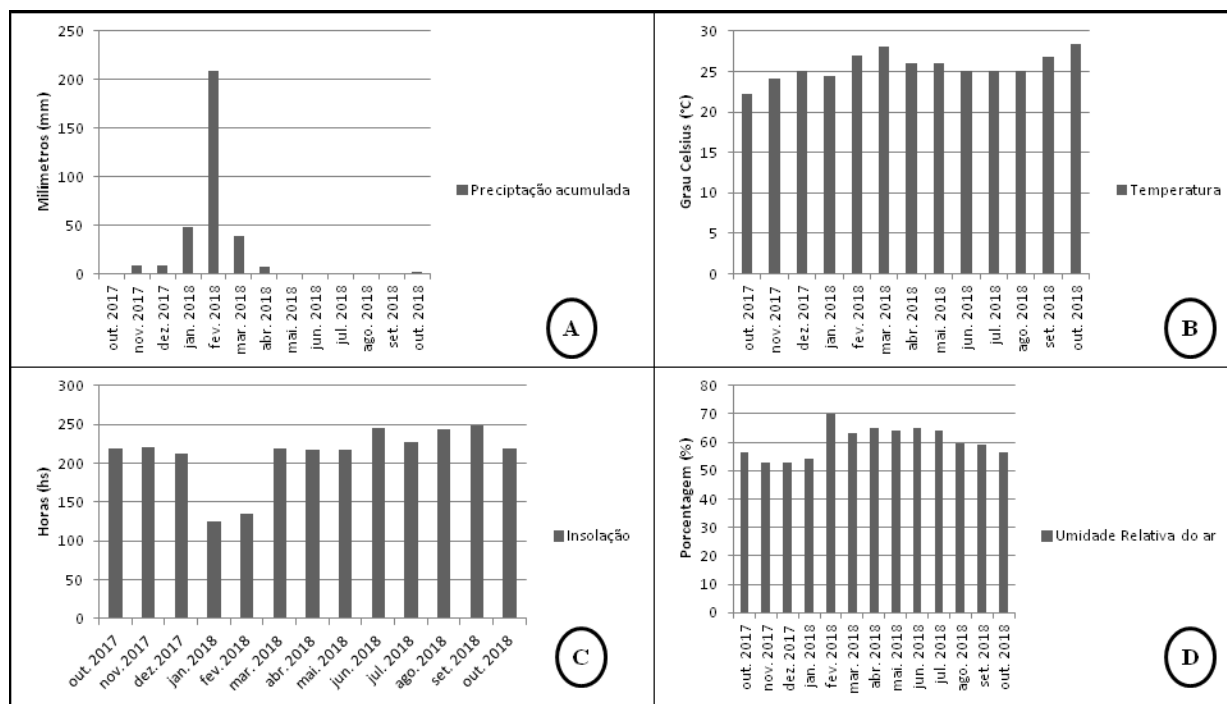 250
200
150
100
50
0
Milímetros (mm)
out. 2017
nov. 2017
dez. 2017
jan. 2018
fev. 2018
mar. 2018
abr. 2018
mai. 2018
jun. 2018
jul. 2018
ago. 2018
set. 2018
out. 2018
Preciptação acumulada
A
30
25
20
15
10
5
0
Grau Celsius (°C)
out. 2017
nov. 2017
dez. 2017
jan. 2018
fev. 2018
mar. 2018
abr. 2018
mai. 2018
jun. 2018
jul. 2018
ago. 2018
set. 2018
out. 2018
Temperatura
B
300
250
200
150
100
50
0
Horas (hs)
out. 2017
nov. 2017
dez. 2017
jan. 2018
fev. 2018
mar. 2018
abr. 2018
mai. 2018
jun. 2018
jul. 2018
ago. 2018
set. 2018
out. 2018
Insolação
C
80
70
60
50
40
30
20
10
0
Porcentagem (%)
out. 2017
nov. 2017
dez. 2017
jan. 2018
fev. 2018
mar. 2018
abr. 2018
mai. 2018
jun. 2018
jul. 2018
ago. 2018
set. 2018
out. 2018
Umidade Relativa do ar
D